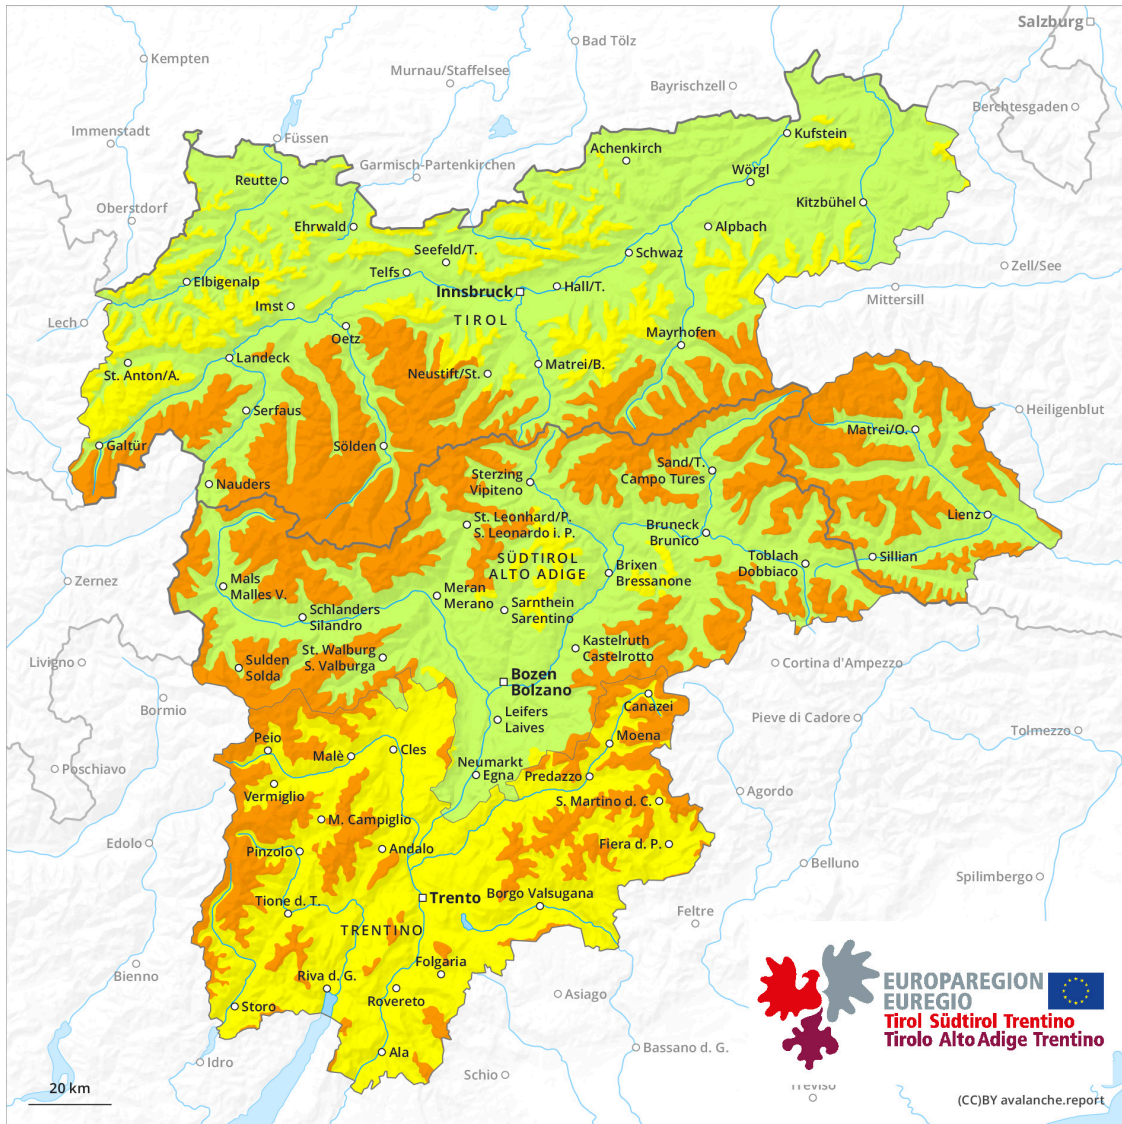 Salzburg
Bad Tölz
Kempten
Murnau/Staffelsee
Bayrischzell
Berchtesgaden
Immenstadt
Füssen
Kufstein
Achenkirch
Garmisch-Partenkirchen
Wörgl
Reutte
Oberstdorf
Kitzbühel
Ehrwald
Alpbach
Seefeld/T.
Schwaz
Telfs
Zell/See
Elbigenalp
Hall/T.
Innsbruck
Mittersill
Imst
TIROL
Lech
Mayrhofen
Oetz
Landeck
Matrei/B.
St. Anton/A.
Neustift/St.
Serfaus
Heiligenblut
Matrei/O.
Galtür
Sölden
Sand/T.
Campo Tures
Sterzing
Vipiteno
Nauders
Lienz
St. Leonhard/P.
S. Leonardo i. P.
Bruneck
Brunico
SÜDTIROL
ALTO ADIGE
Toblach
Dobbiaco
Sillian
Brixen
Bressanone
Zernez
Mals
Malles V.
Meran
Merano
Sarnthein
Sarentino
Schlanders
Silandro
Kastelruth
Castelrotto
St. Walburg
S. Valburga
Livigno
Sulden
Solda
Cortina d'Ampezzo
Bozen
Bolzano
Bormio
Canazei
Leifers
Laives
Pieve di Cadore
Tolmezzo
Peio
Moena
Malè
Cles
Neumarkt
Egna
Poschiavo
Predazzo
Vermiglio
Agordo
S. Martino d. C.
M. Campiglio
Edolo
Pinzolo
Andalo
Fiera d. P.
Belluno
Spilimbergo
Trento
Borgo Valsugana
Tione d. T.
Feltre
TRENTINO
Folgaria
Bienno
Riva d. G.
Rovereto
Asiago
Storo
EUROPAREGION
EUREGIO
Tirol Südtirol Trentino
Tirolo Alto Adige Trentino
Ala
Bassano d. G.
Idro
Schio
Treviso
20 km
(CC)BY avalanche.report